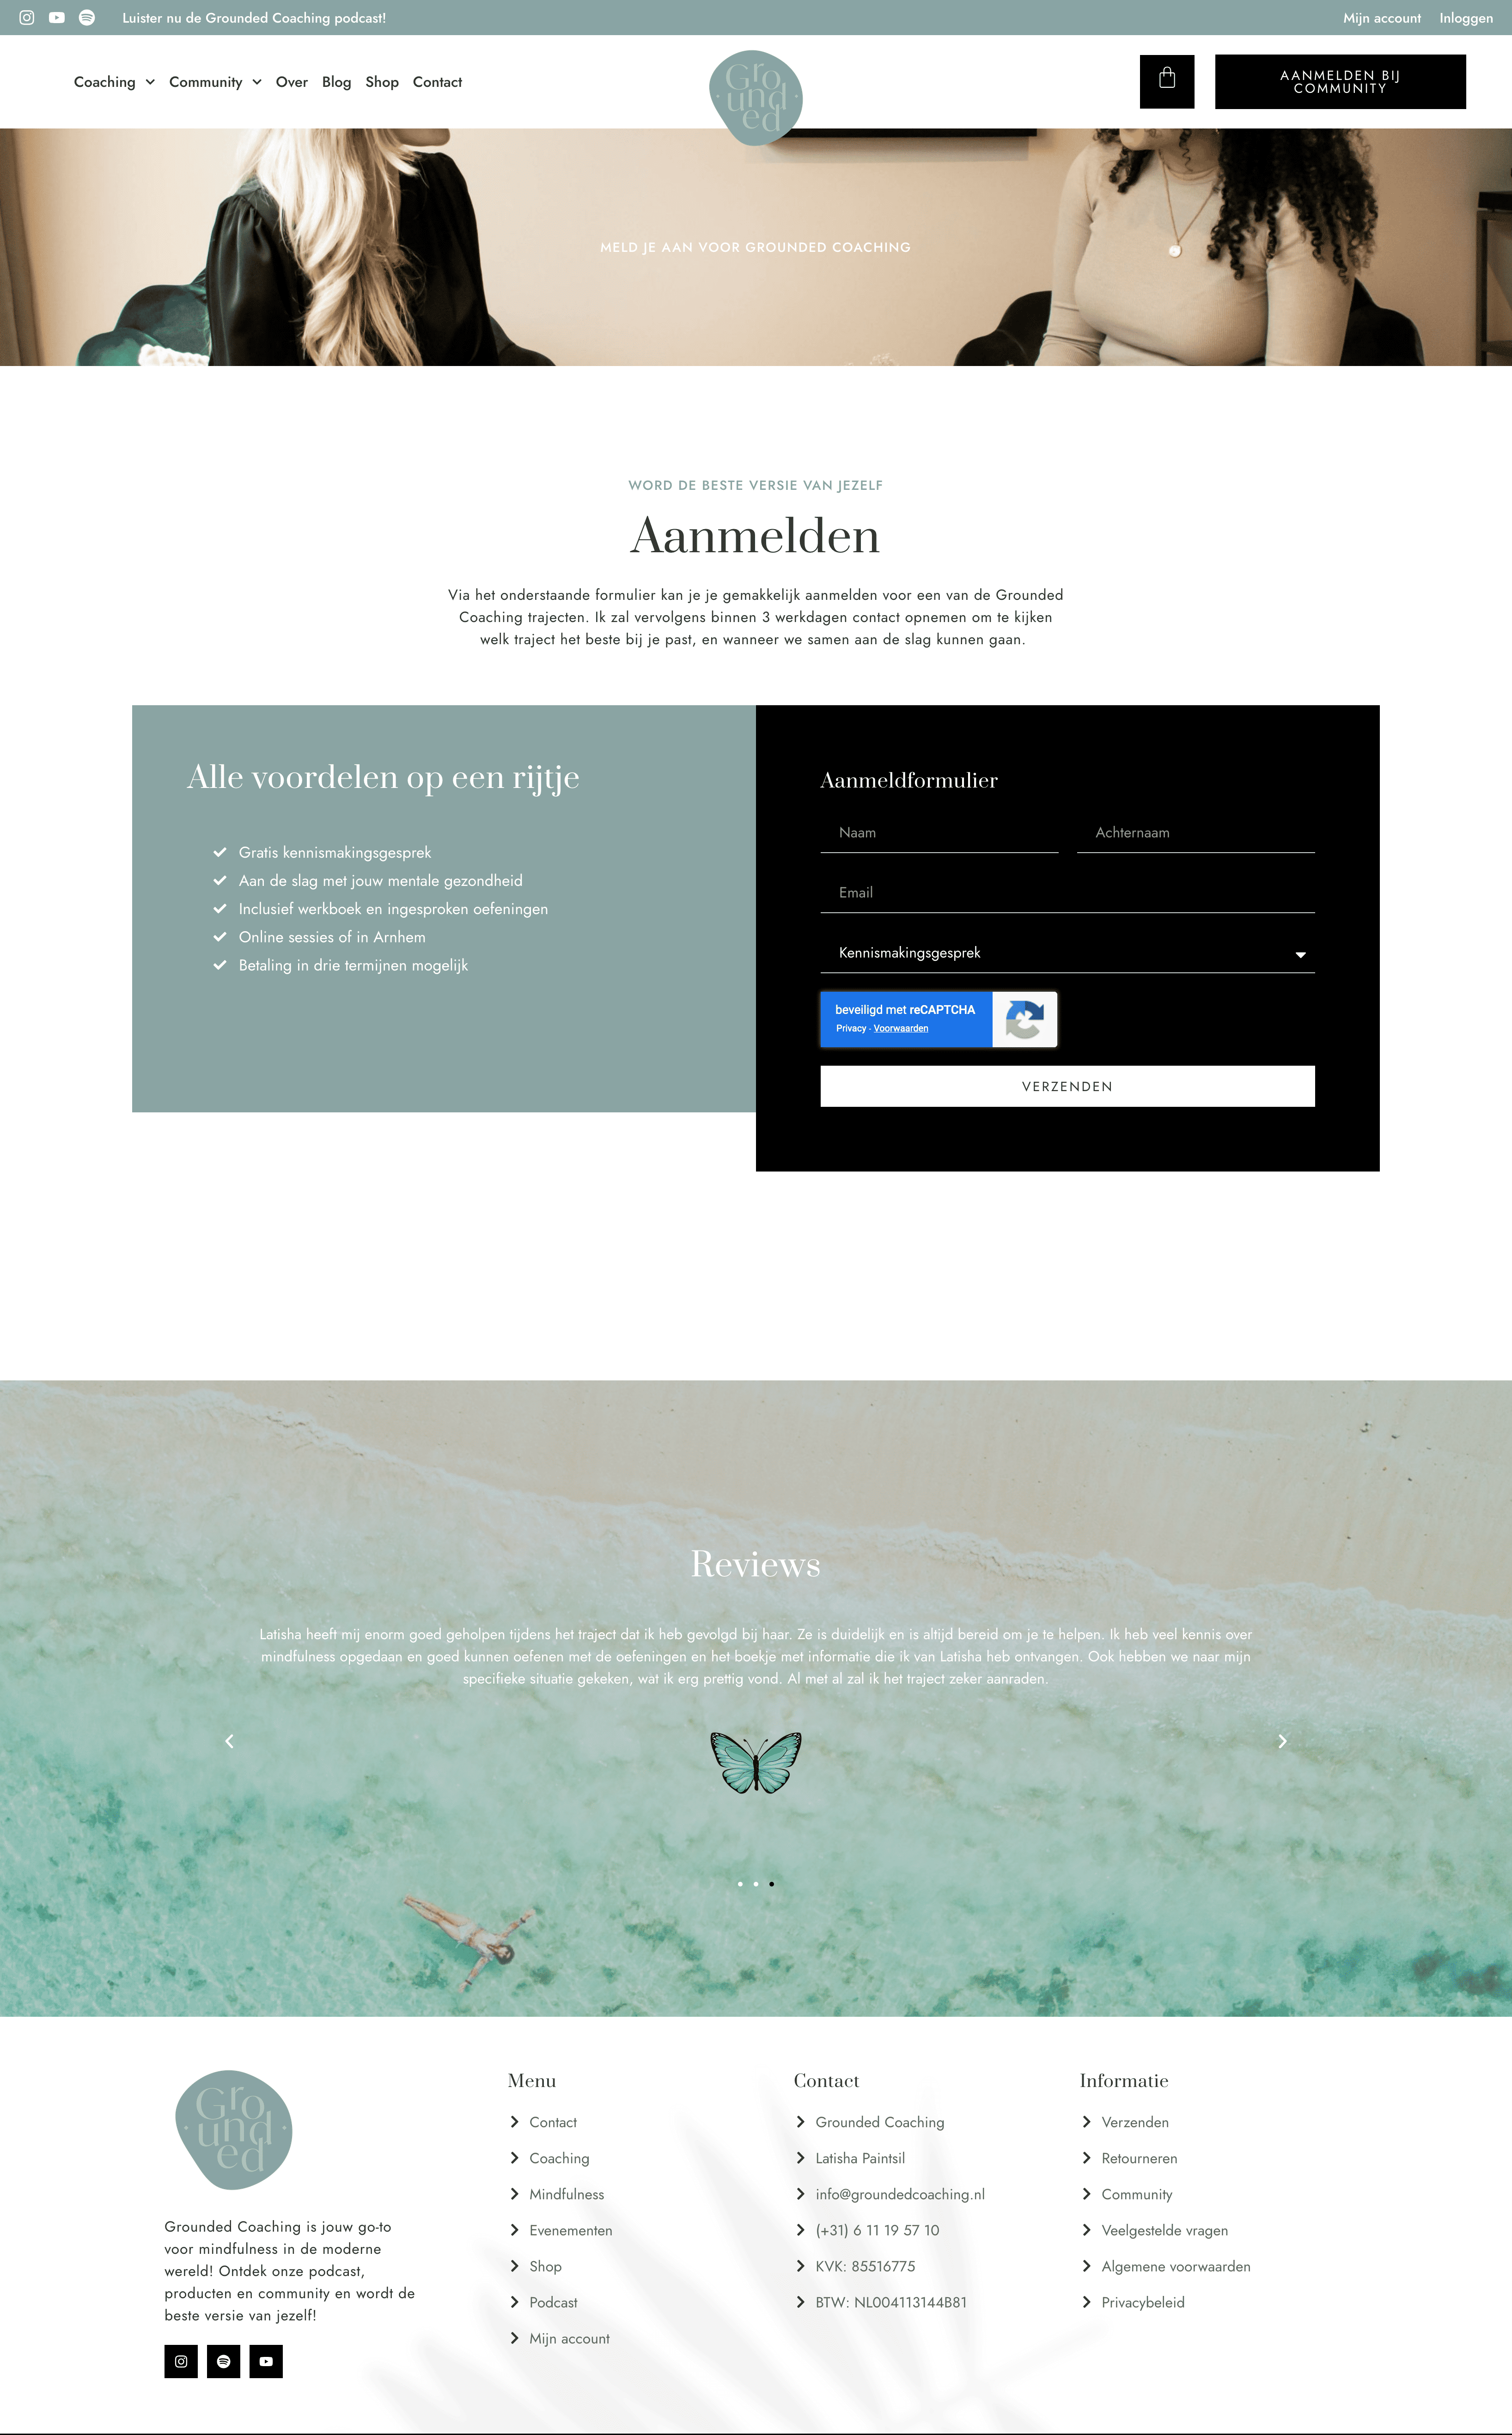 Luister nu de Grounded Coaching podcast!
Mijn account
Inloggen
Coaching
Community
Over
Blog
Shop
Contact
Gro
und
ed
AANMELDEN BIJ
COMMUNITY
MELD JE AAN VOOR GROUNDED COACHING
WORD DE BESTE VERSIE VAN JEZELF
Aanmelden
Via het onderstaande formulier kan je je gemakkelijk aanmelden voor een van de Grounded
Coaching trajecten. Ik zal vervolgens binnen 3 werkdagen contact opnemen om te kijken
welk traject het beste bij je past, en wanneer we samen aan de slag kunnen gaan.
Alle voordelen op een rijtje
Gratis kennismakingsgesprek
Aan de slag met jouw mentale gezondheid
Inclusief werkboek en ingesproken oefeningen
Online sessies of in Arnhem
Betaling in drie termijnen mogelijk
Aanmeldformulier
Naam
Achternaam
Email
Kennismakingsgesprek
beveiligd met reCAPTCHA
Privacy - Voorwaarden
VERZENDEN
Reviews
Latisha heeft mij enorm goed geholpen tijdens het traject dat ik heb gevolgd bij haar. Ze is duidelijk en is altijd bereid om je te helpen. Ik heb veel kennis over
mindfulness opgedaan en goed kunnen oefenen met de oefeningen en het boekje met informatie die ik van Latisha heb ontvangen. Ook hebben we naar mijn
specifieke situatie gekeken, wat ik erg prettig vond. Al met al zal ik het traject zeker aanraden.
Gro
und
ed
Grounded Coaching is jouw go-to
voor mindfulness in de moderne
wereld! Ontdek onze podcast,
producten en community en wordt de
beste versie van jezelf!
Menu
Contact
Coaching
Mindfulness
Evenementen
Shop
Podcast
Mijn account
Contact
Grounded Coaching
Latisha Paintsil
info@groundedcoaching.nl
(+31) 6 11 19 57 10
KVK: 85516775
BTW: NL004113144B81
Informatie
Verzenden
Retourneren
Community
Veelgestelde vragen
Algemene voorwaarden
Privacybeleid